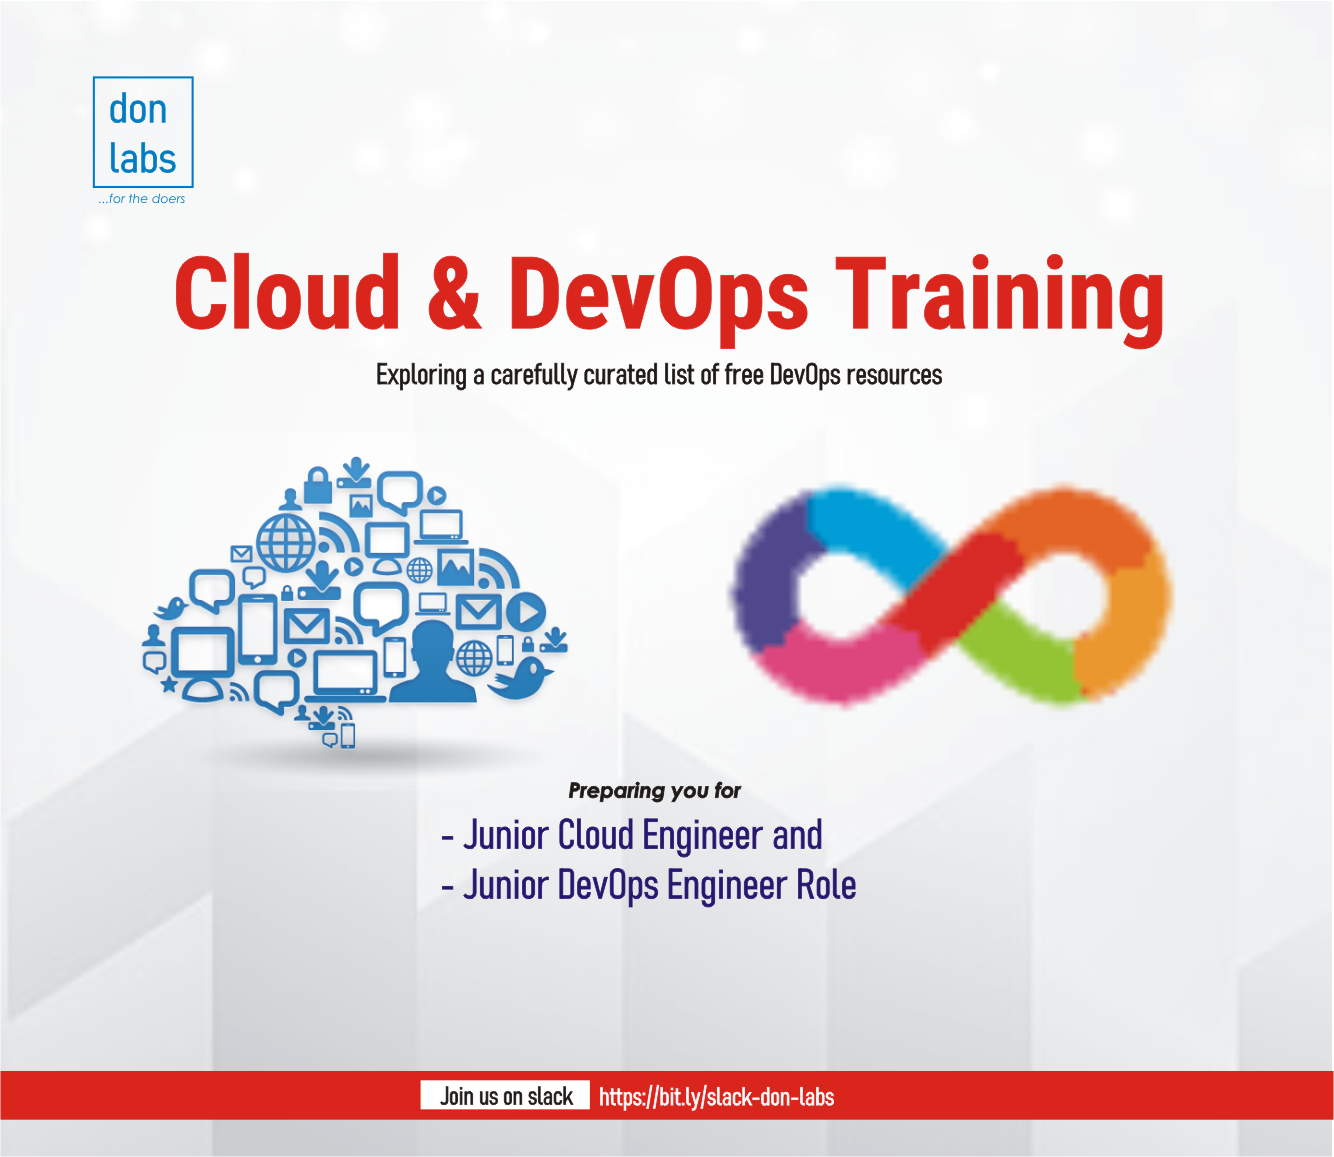 don
labs
...for the doers
Cloud & DevOps Training
Exploring a carefully curated list of free DevOps resources
Preparing you for
- Junior Cloud Engineer and
- Junior DevOps Engineer Role
Join us on slack https://bit.ly/slack-don-labs